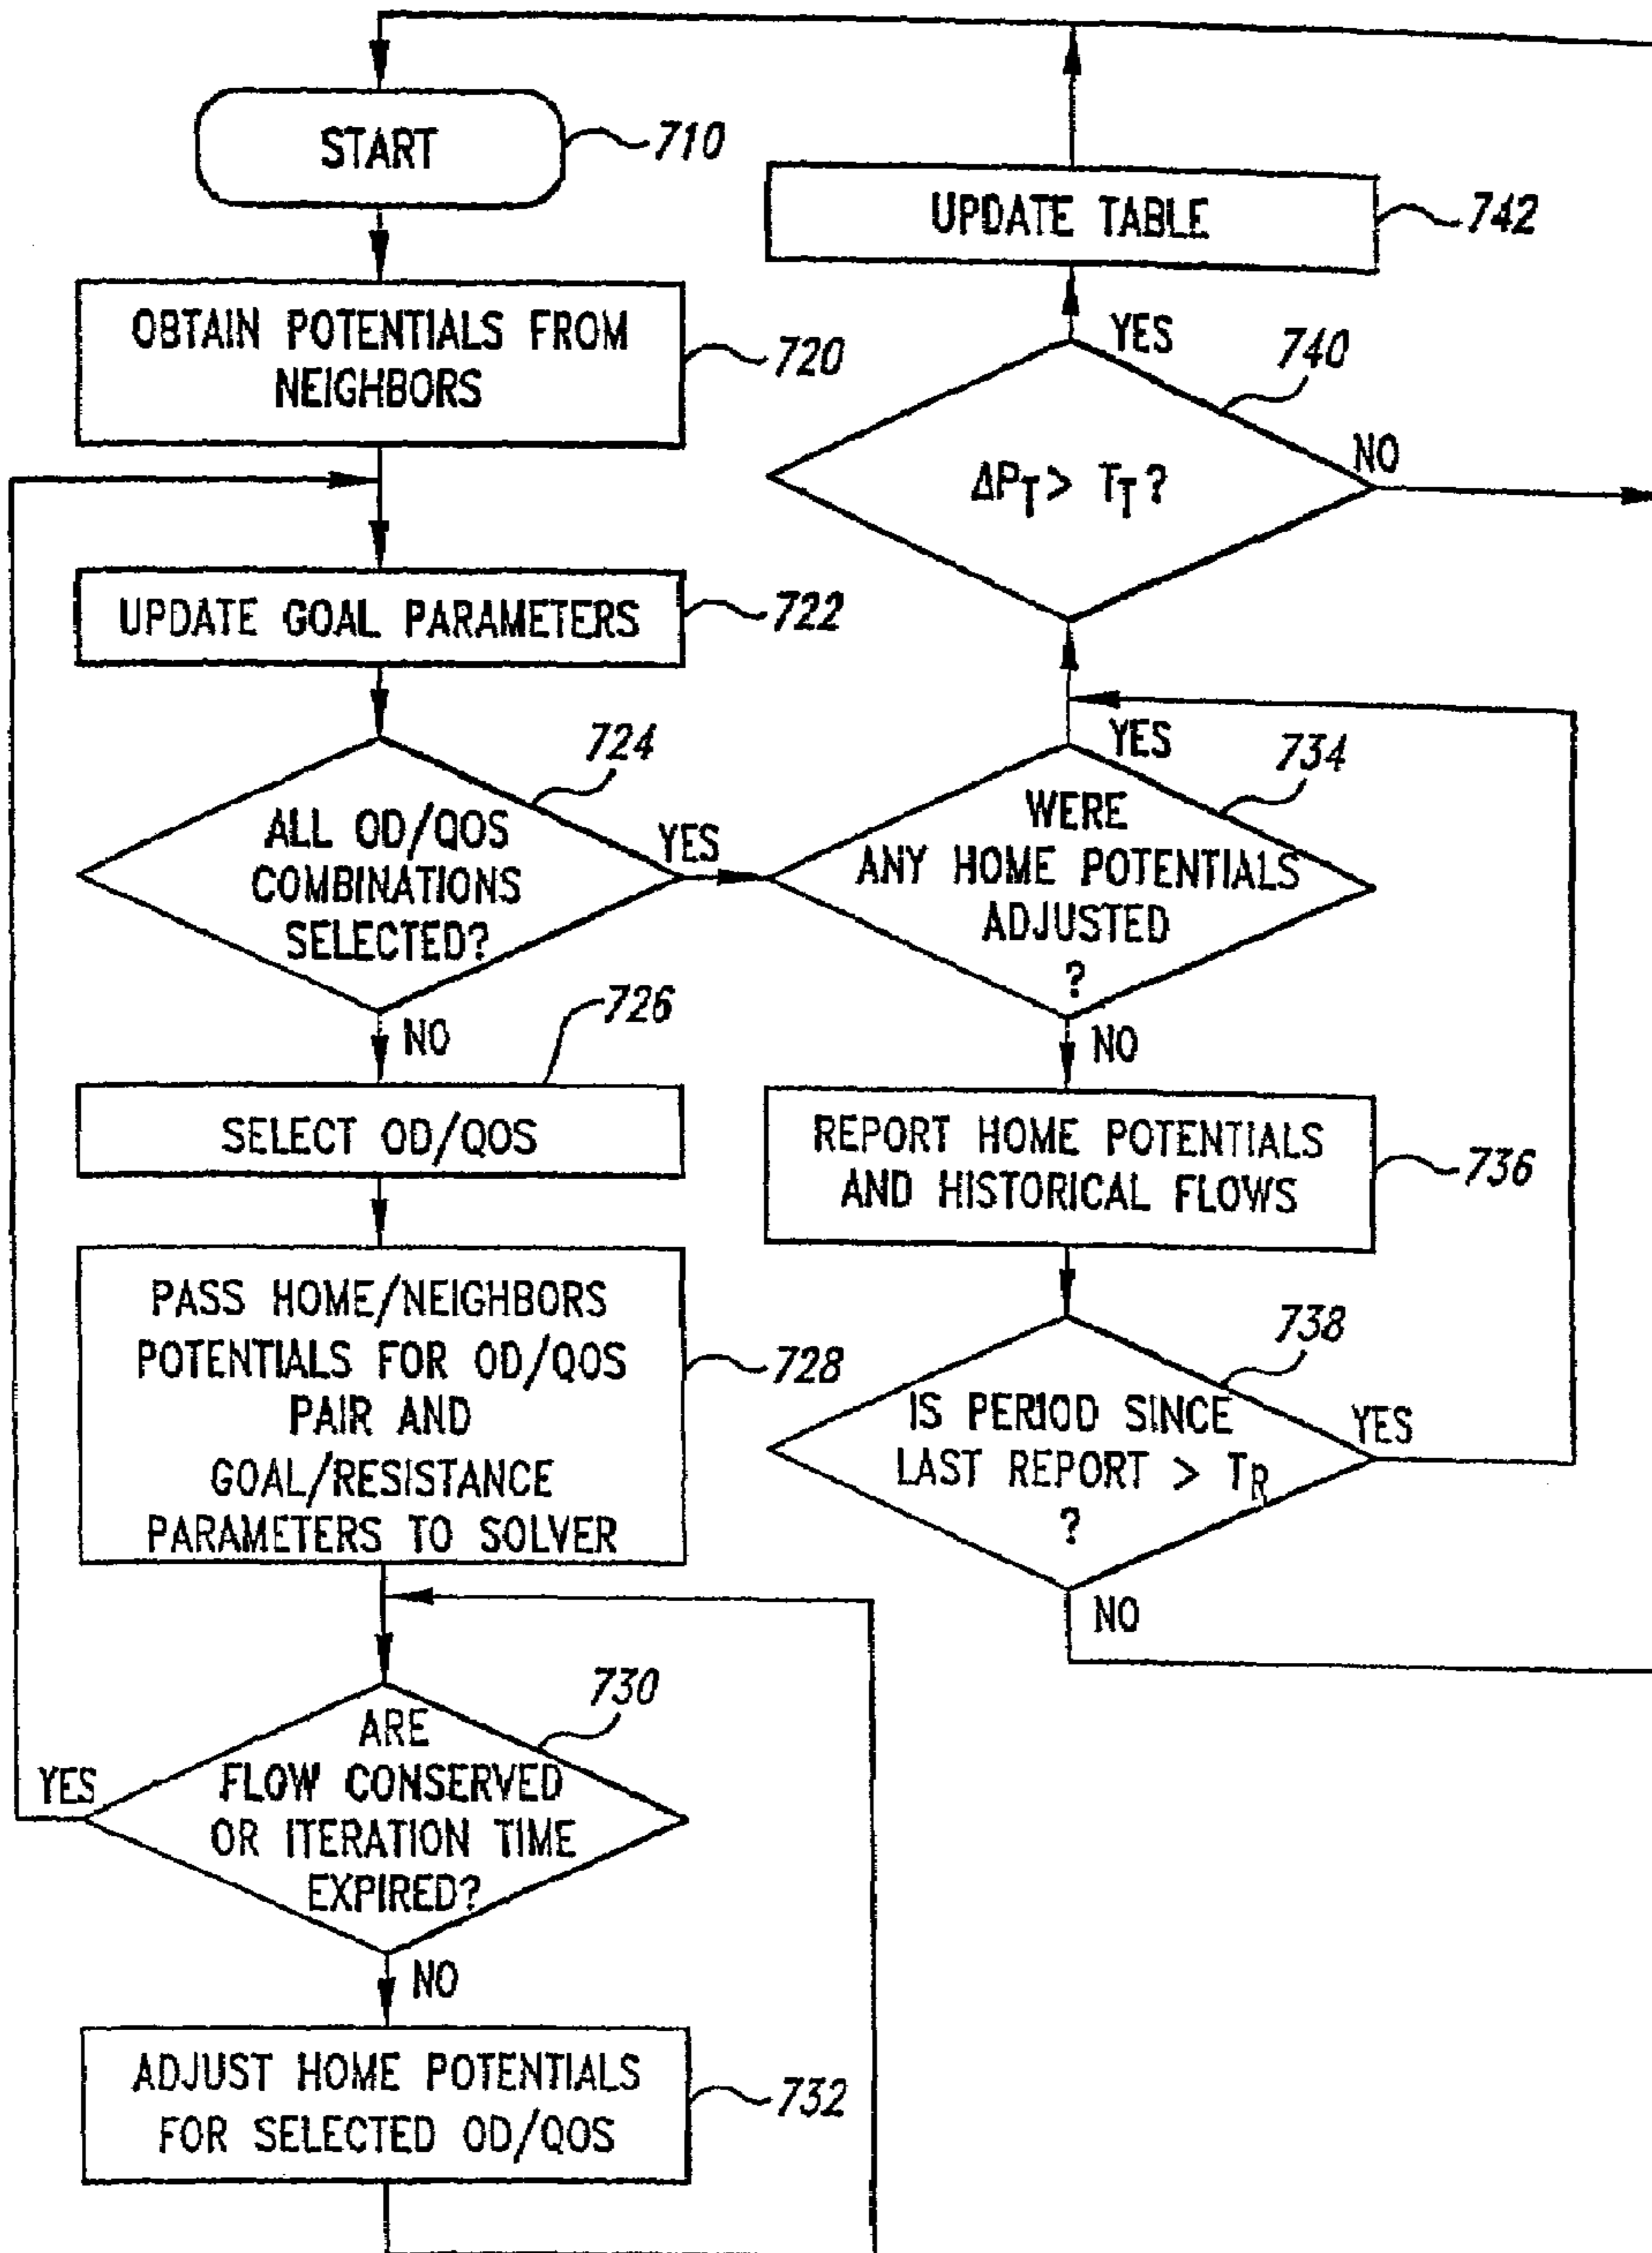 START
710
OBTAIN POTENTIALS FROM
NEIGHBORS
720
UPDATE GOAL PARAMETERS
722
724
ALL OD/QOS
COMBINATIONS
SELECTED?
YES
NO
726
SELECT OD/QOS
PASS HOME/NEIGHBORS
POTENTIALS FOR OD/QOS
PAIR AND
GOAL/RESISTANCE
PARAMETERS TO SOLVER
728
730
ARE
FLOW CONSERVED
OR ITERATION TIME
EXPIRED?
YES
NO
ADJUST HOME POTENTIALS
FOR SELECTED OD/QOS
732
UPDATE TABLE
742
YES
740
ΔPT > TT ?
NO
YES
734
WERE
ANY HOME POTENTIALS
ADJUSTED
?
NO
REPORT HOME POTENTIALS
AND HISTORICAL FLOWS
736
738
IS PERIOD SINCE
LAST REPORT > TR
?
YES
NO